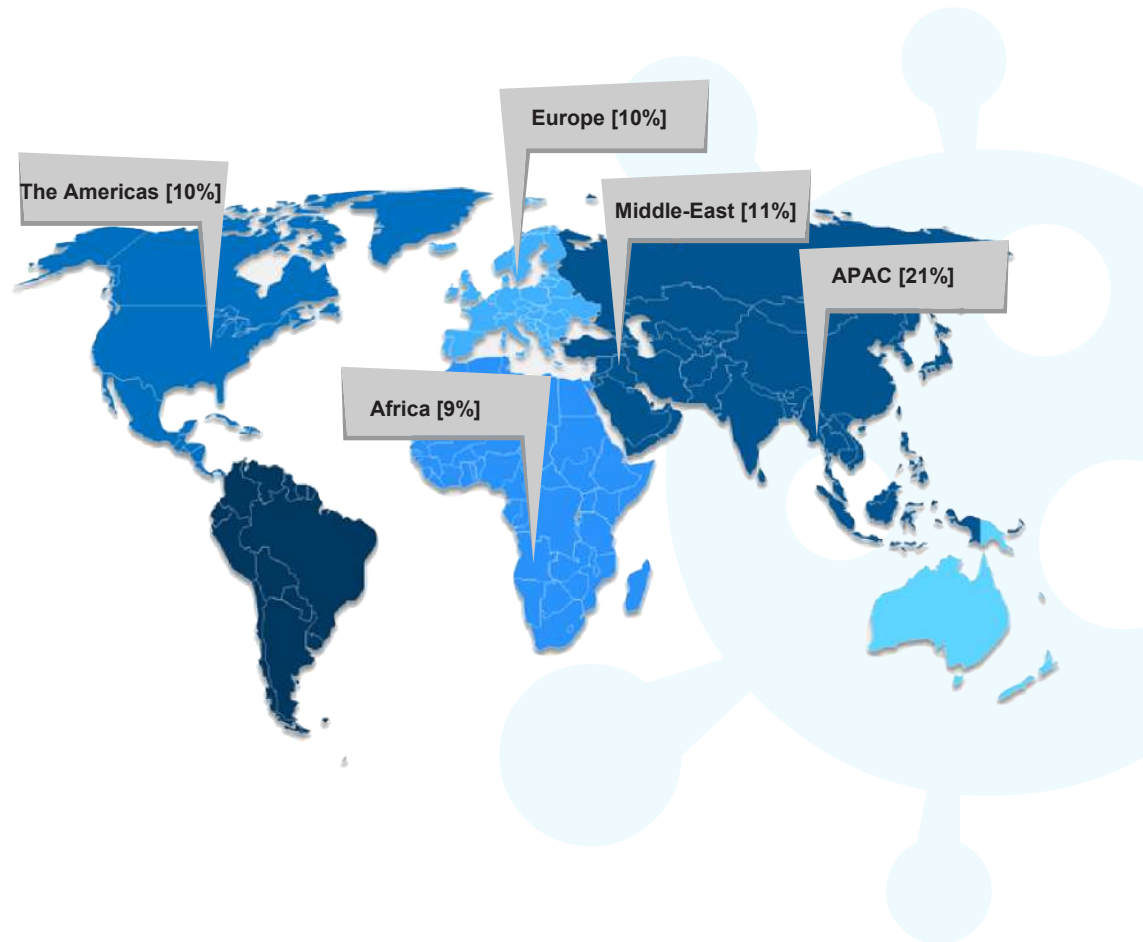 Europe [10%]
The Americas [10%]
Middle-East [11%]
APAC [21%]
Africa [9%]